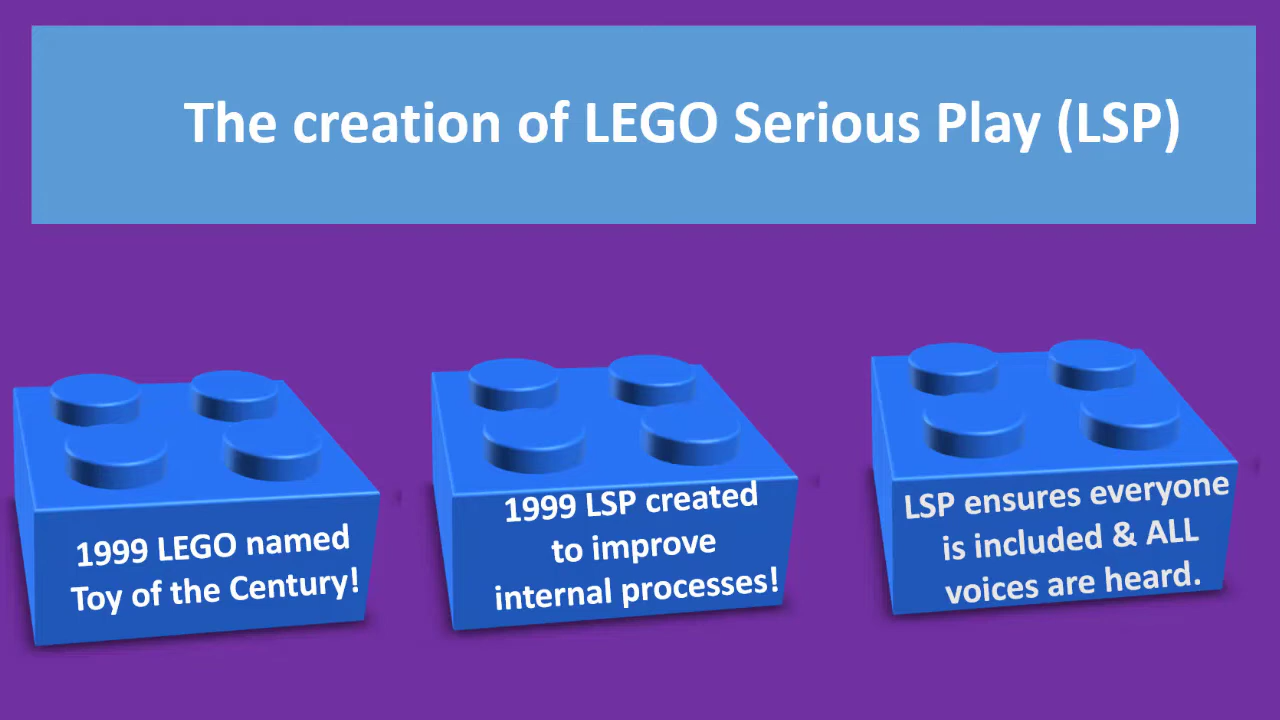 The creation of LEGO Serious Play (LSP)
1999 LEGO named
Toy of the Century!
1999 LSP created
to improve
internal processes!
LSP ensures everyone
is included & ALL
voices are heard.